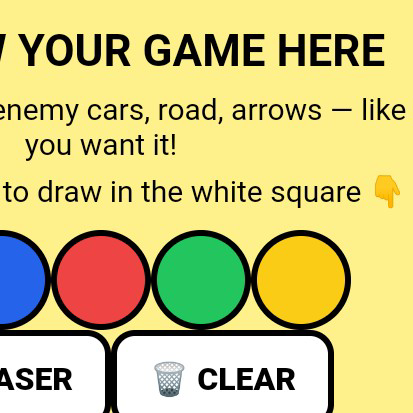 YOUR GAME HERE
enemy cars, road, arrows — like
you want it!
to draw in the white square 👇
ASER
🗑️ CLEAR